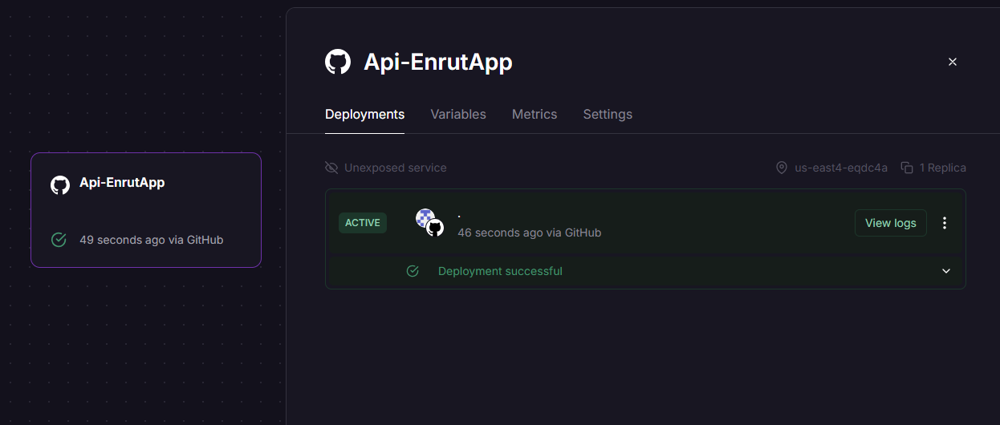 Api-EnrutApp
49 seconds ago via GitHub
Api-EnrutApp
Deployments Variables Metrics Settings
Unexposed service us-east4-eqdc4a 1 Replica
ACTIVE . View logs
46 seconds ago via GitHub
Deployment successful